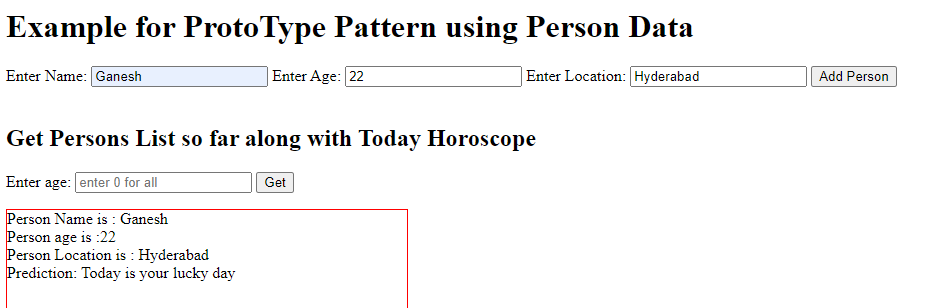 Example for ProtoType Pattern using Person Data
Enter Name: Ganesh Enter Age: 22 Enter Location: Hyderabad Add Person
Get Persons List so far along with Today Horoscope
Enter age: enter 0 for all Get
Person Name is : Ganesh
Person age is :22
Person Location is : Hyderabad
Prediction: Today is your lucky day